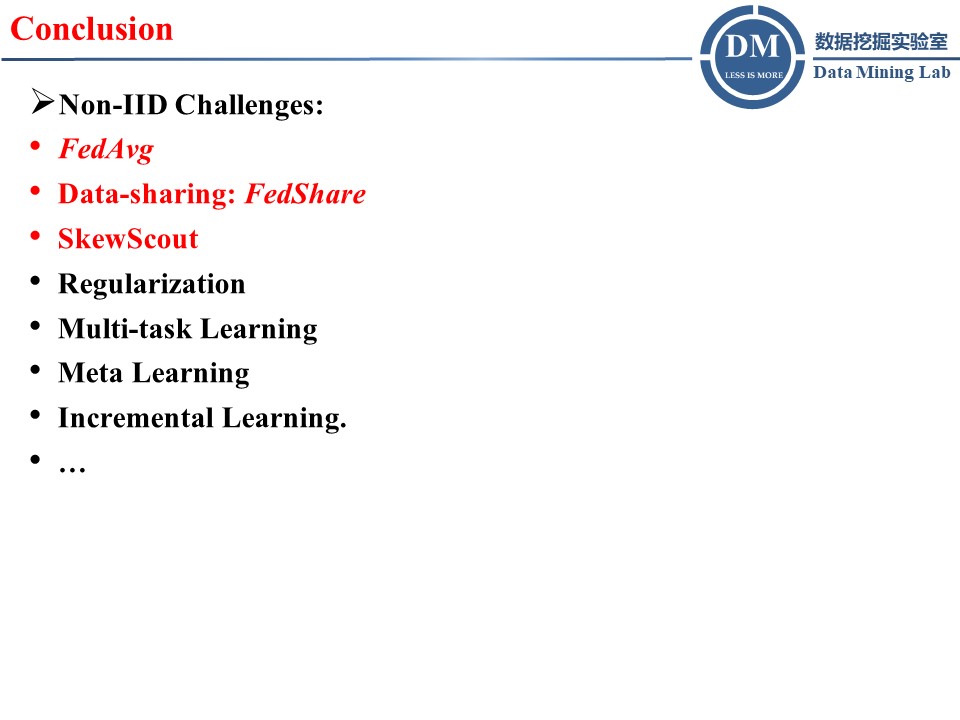 Conclusion
DM
LESS IS MORE
数据挖掘实验室
Data Mining Lab
➢Non-IID Challenges:
• FedAvg
• Data-sharing: FedShare
• SkewScout
• Regularization
• Multi-task Learning
• Meta Learning
• Incremental Learning.
• …